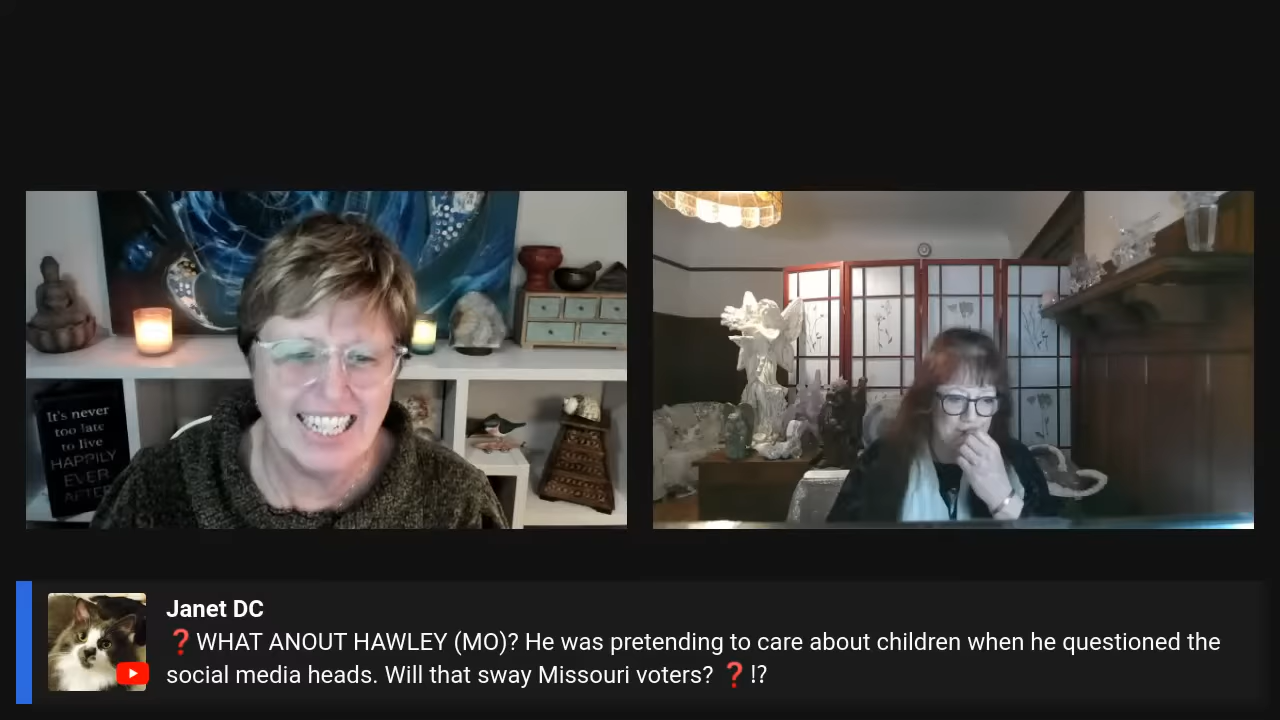 It's never
too late
to live
HAPPILY
EVER
AFTER
Janet DC
❓WHAT ANOUT HAWLEY (MO)? He was pretending to care about children when he questioned the
social media heads. Will that sway Missouri voters? ❓⁉